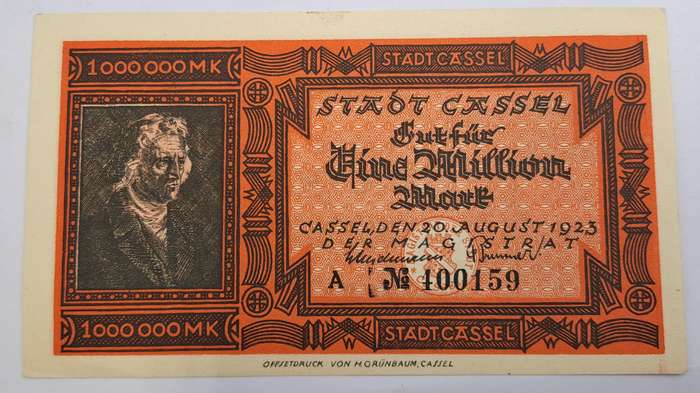 1000000MK
STADT CASSEL
STADT CASSEL
Gut für
Eine Million
Mark
CASSEL, DEN 20. AUGUST 1923
DER MAGISTRAT
A № 400159
1000000MK
STADT CASSEL
OFFSETDRUCK VON M. GRÜNBAUM, CASSEL